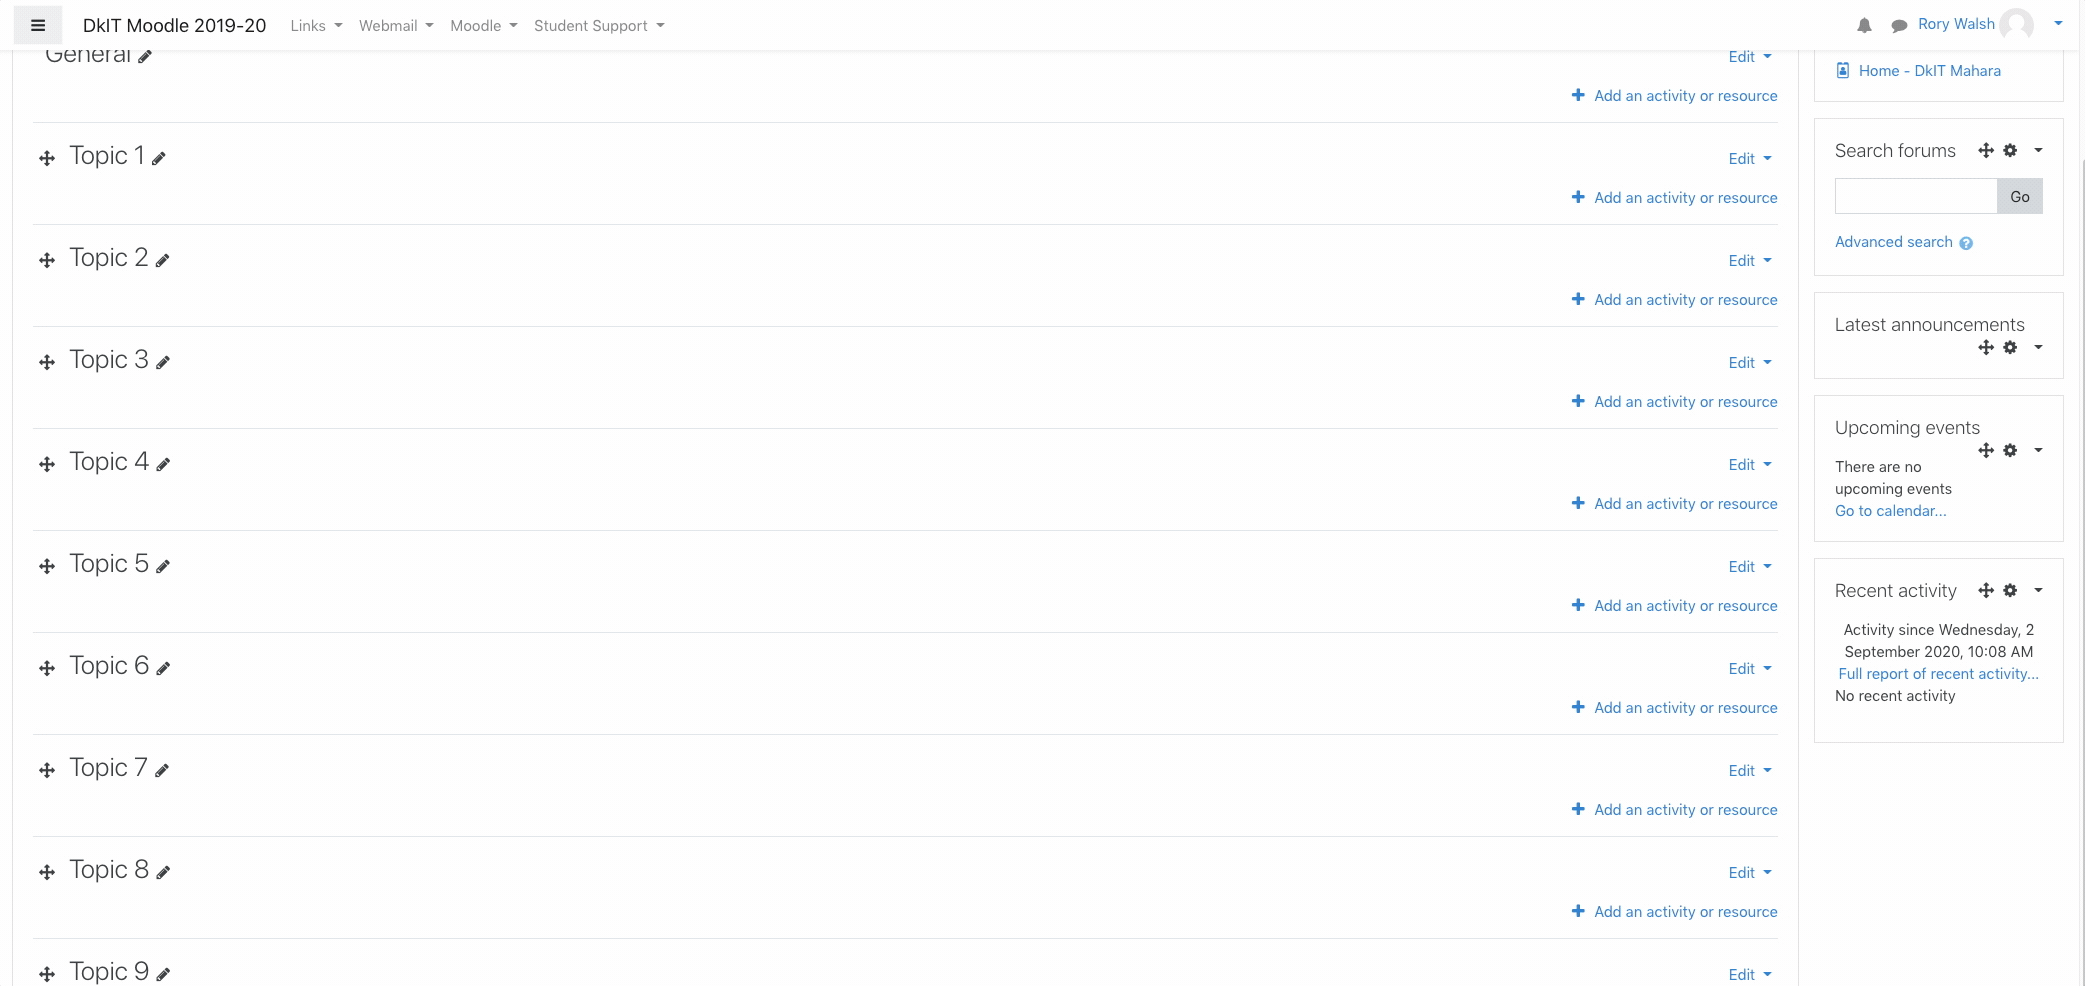 DkIT Moodle 2019-20 Links Webmail Moodle Student Support Rory Walsh
General Edit
Add an activity or resource
Topic 1 Edit
Add an activity or resource
Topic 2 Edit
Add an activity or resource
Topic 3 Edit
Add an activity or resource
Topic 4 Edit
Add an activity or resource
Topic 5 Edit
Add an activity or resource
Topic 6 Edit
Add an activity or resource
Topic 7 Edit
Add an activity or resource
Topic 8 Edit
Add an activity or resource
Topic 9 Edit
Home - DkIT Mahara
Search forums
Go
Advanced search
Latest announcements
Upcoming events
There are no
upcoming events
Go to calendar...
Recent activity
Activity since Wednesday, 2
September 2020, 10:08 AM
Full report of recent activity...
No recent activity